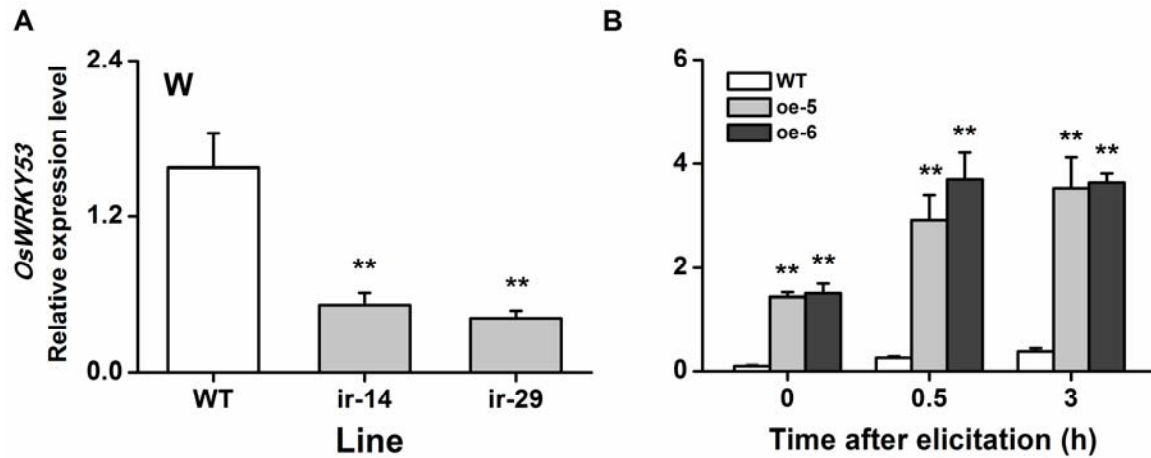 A
OsWRKY53
Relative expression level
2.4
1.2
0.0
W
**
**
WT
ir-14
ir-29
Line
B
6
4
2
0
WT
oe-5
oe-6
**
**
**
**
**
**
0
0.5
3
Time after elicitation (h)